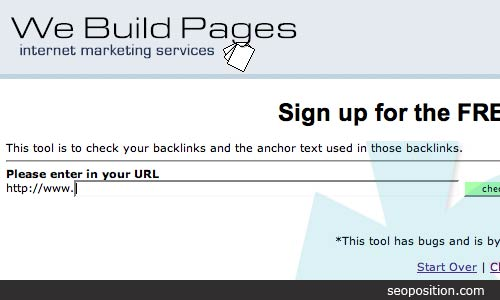 We Build Pages
internet marketing services
Sign up for the FRE
This tool is to check your backlinks and the anchor text used in those backlinks.
Please enter in your URL
http://www.
chec
*This tool has bugs and is by
Start Over | Cl
seoposition.com